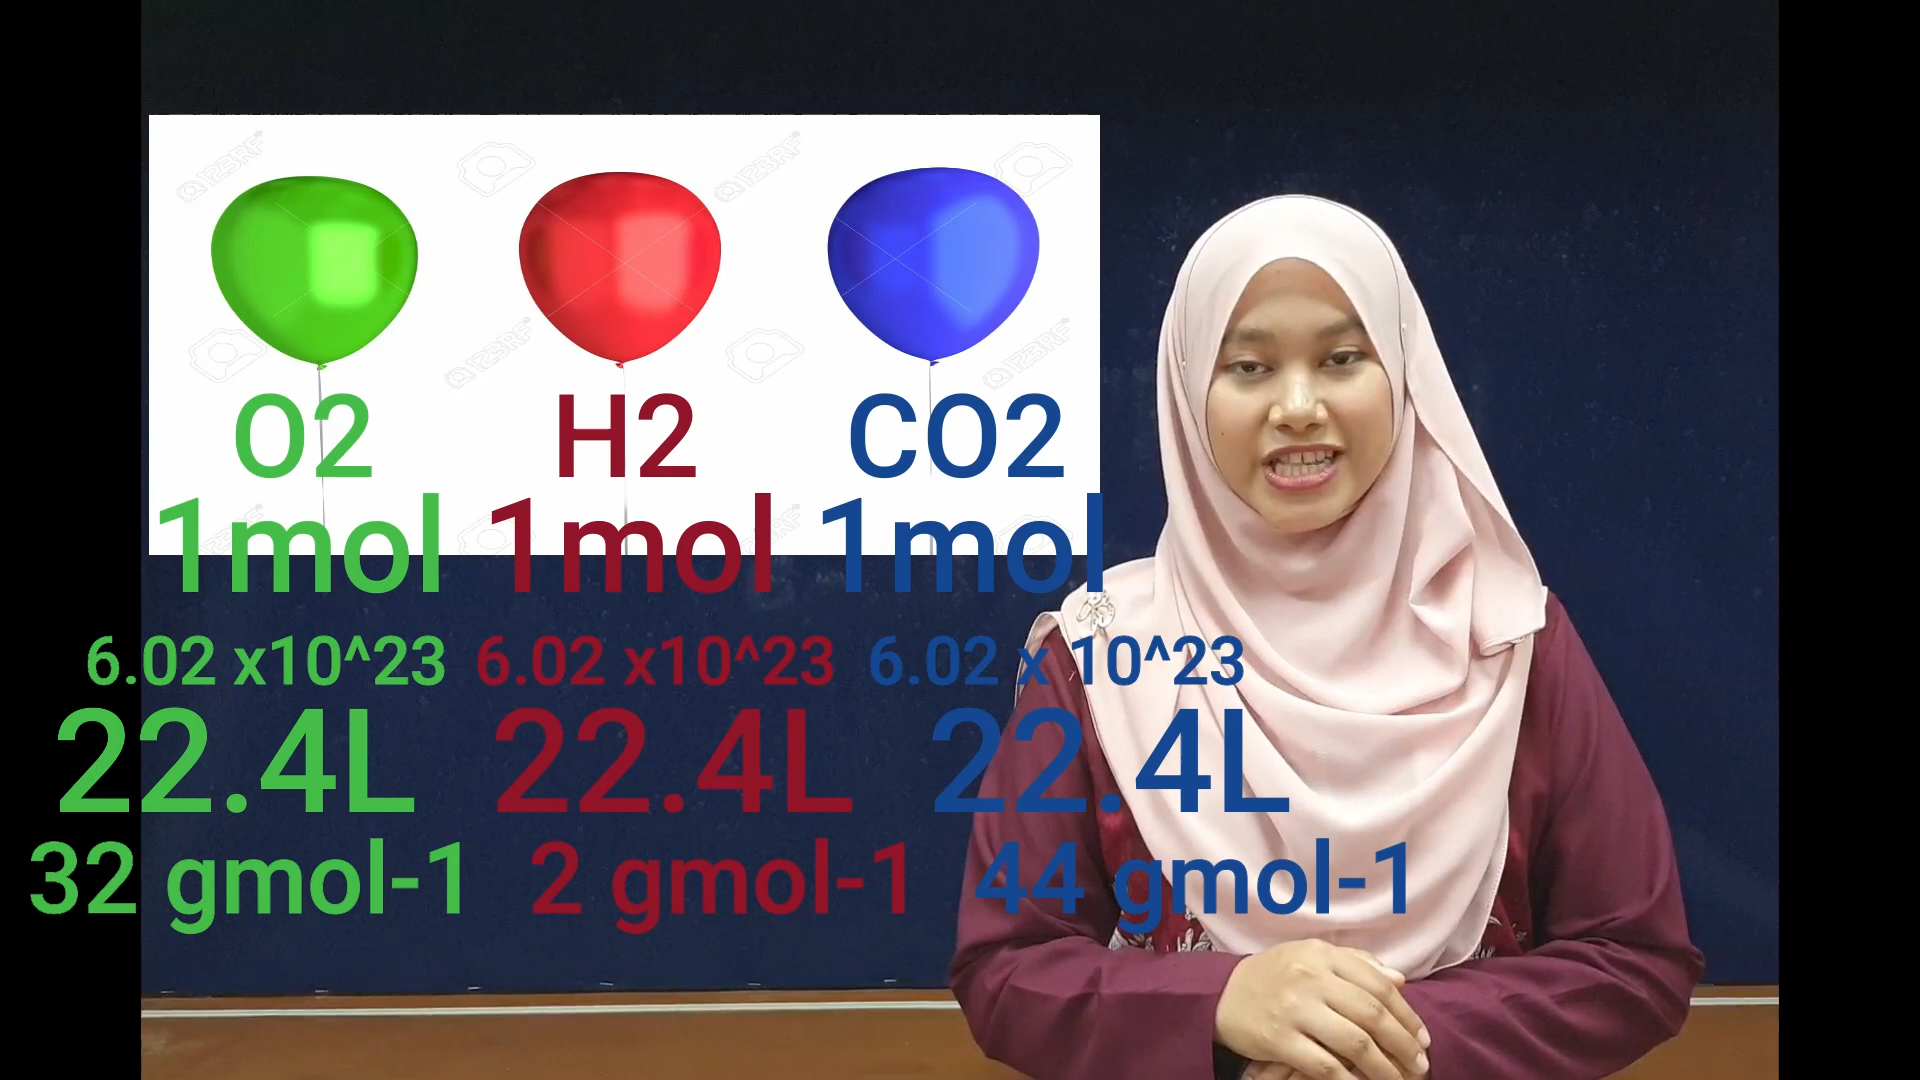 O2 H2 CO2
1mol 1mol 1mol
6.02 x10^23 6.02 x10^23 6.02 x 10^23
22.4L 22.4L 22.4L
32 gmol-1 2 gmol-1 44 gmol-1